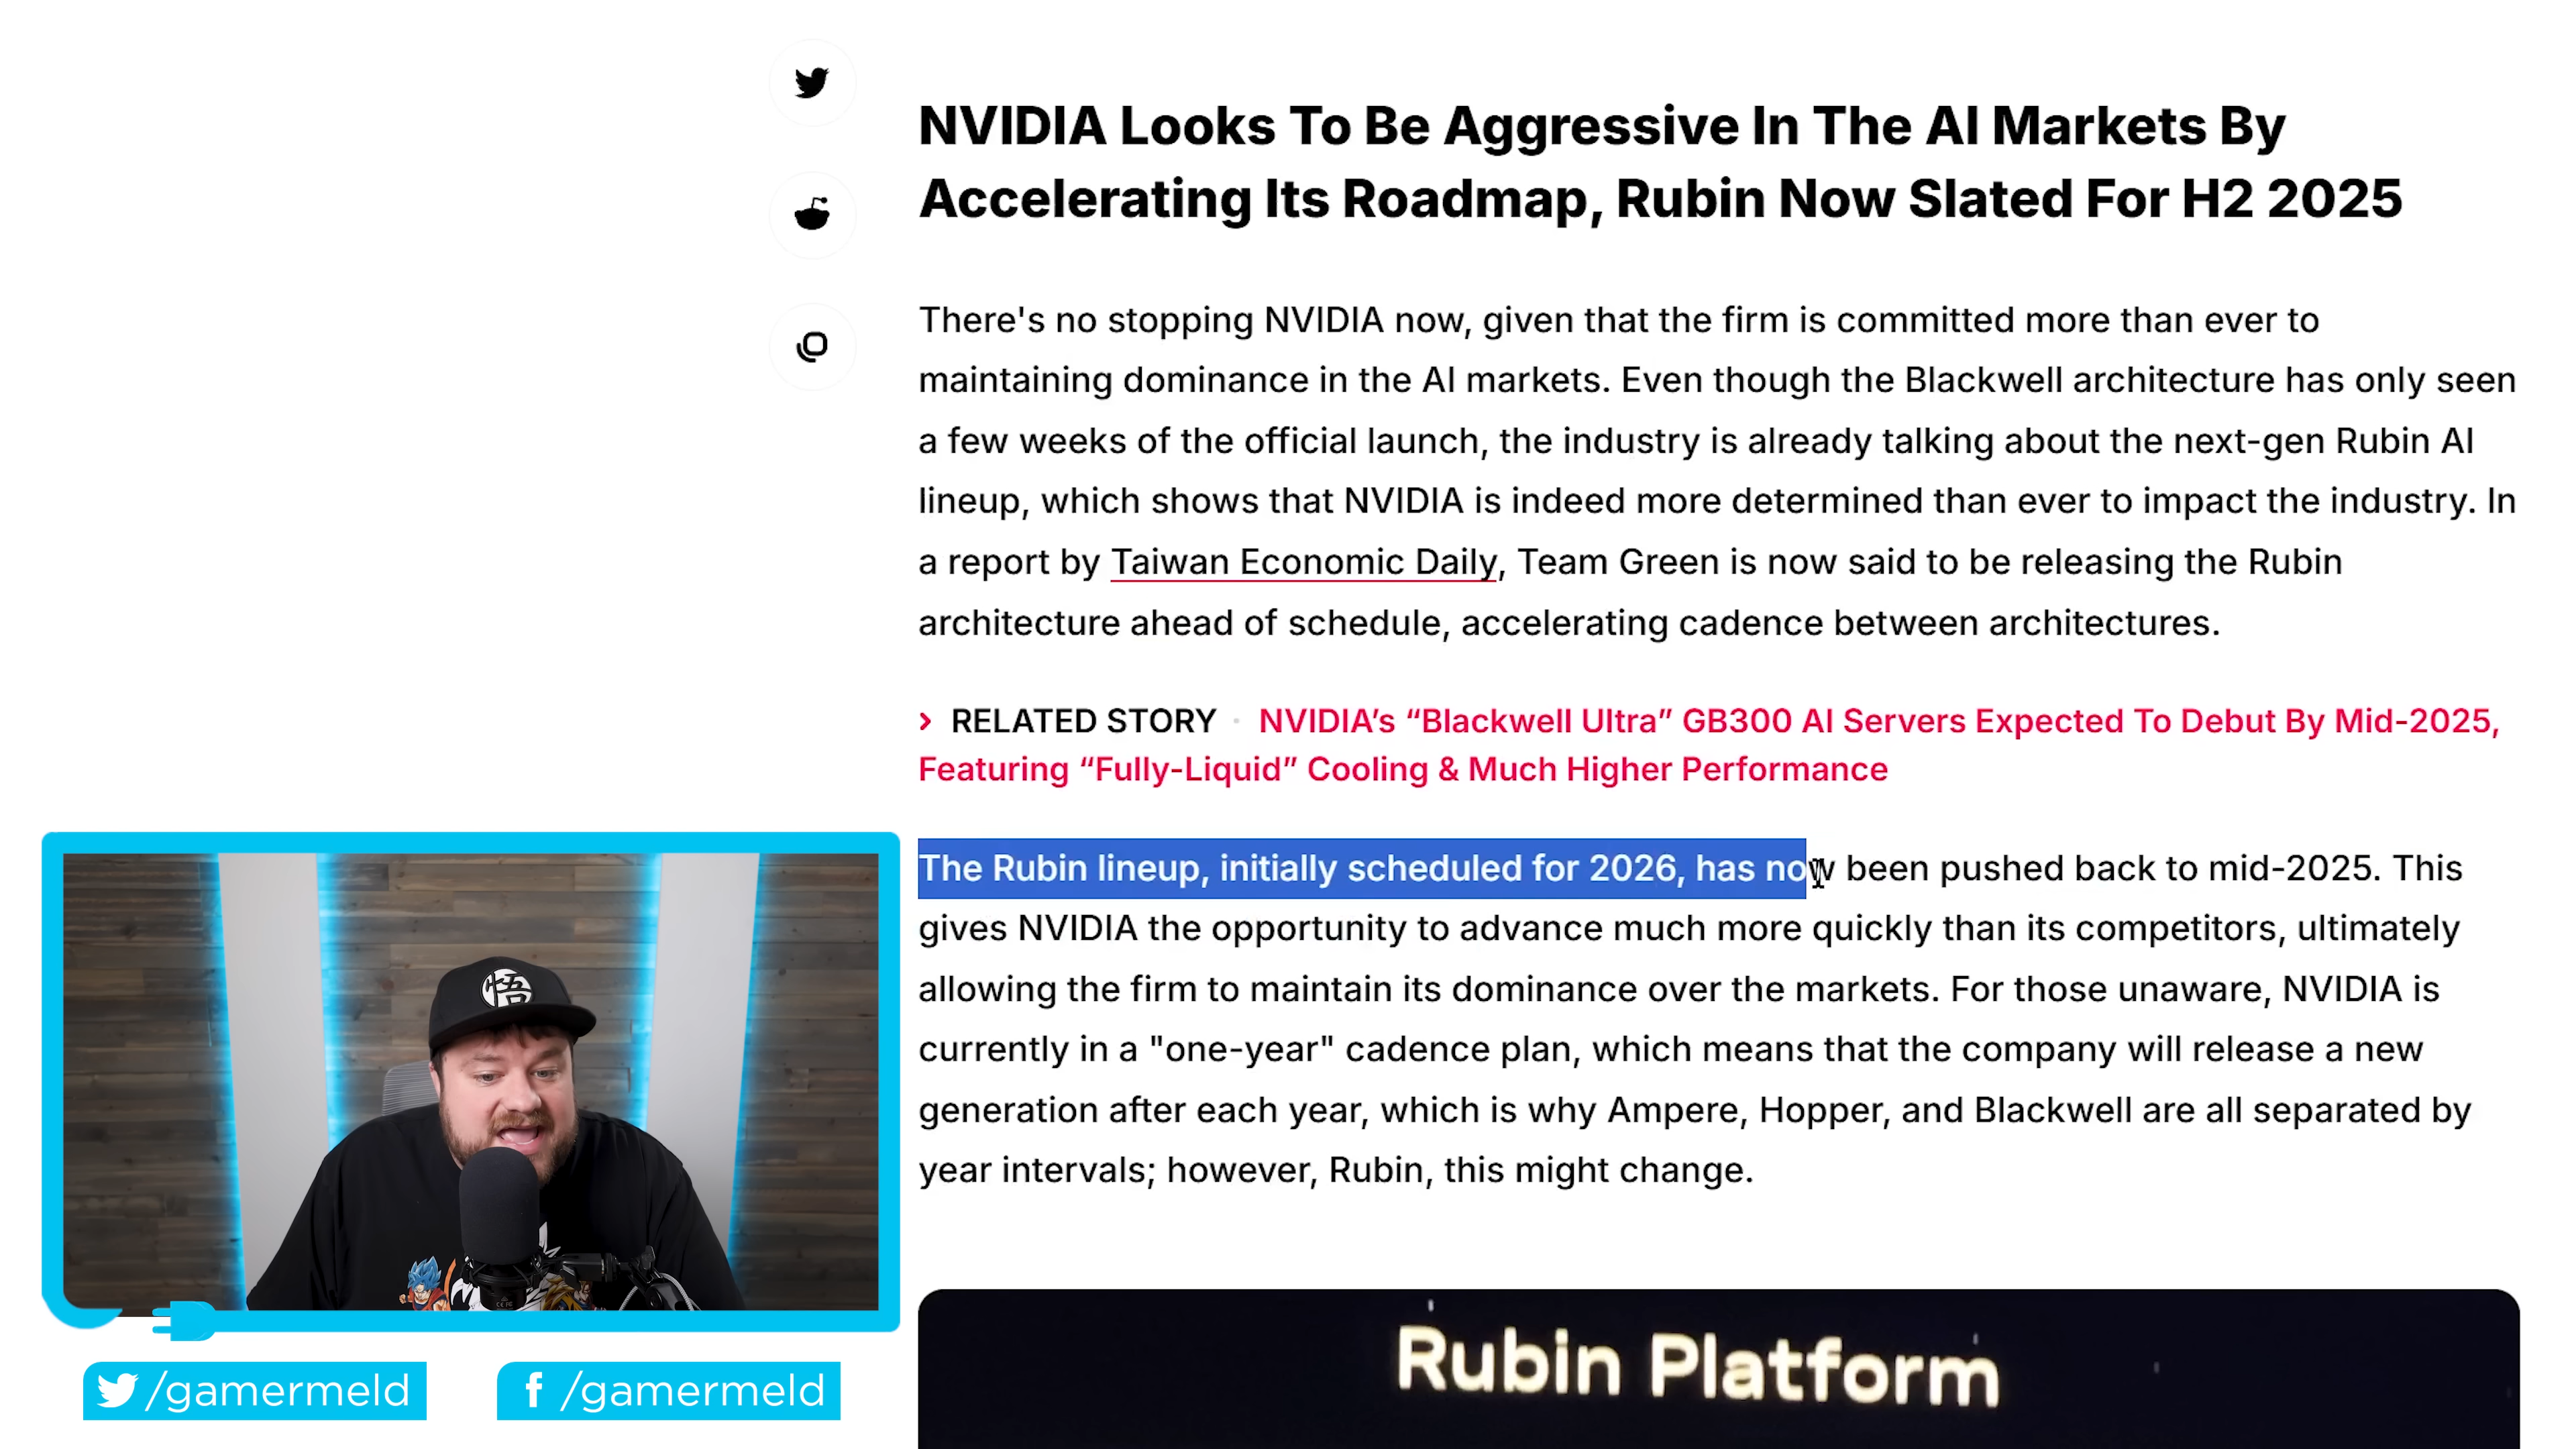 NVIDIA Looks To Be Aggressive In The AI Markets By
Accelerating Its Roadmap, Rubin Now Slated For H2 2025
There's no stopping NVIDIA now, given that the firm is committed more than ever to
maintaining dominance in the AI markets. Even though the Blackwell architecture has only seen
a few weeks of the official launch, the industry is already talking about the next-gen Rubin AI
lineup, which shows that NVIDIA is indeed more determined than ever to impact the industry. In
a report by Taiwan Economic Daily, Team Green is now said to be releasing the Rubin
architecture ahead of schedule, accelerating cadence between architectures.
RELATED STORY · NVIDIA's “Blackwell Ultra” GB300 AI Servers Expected To Debut By Mid-2025,
Featuring “Fully-Liquid” Cooling & Much Higher Performance
The Rubin lineup, initially scheduled for 2026, has now been pushed back to mid-2025. This
gives NVIDIA the opportunity to advance much more quickly than its competitors, ultimately
allowing the firm to maintain its dominance over the markets. For those unaware, NVIDIA is
currently in a "one-year" cadence plan, which means that the company will release a new
generation after each year, which is why Ampere, Hopper, and Blackwell are all separated by
year intervals; however, Rubin, this might change.
Rubin Platform
悟
/gamermeld
/gamermeld